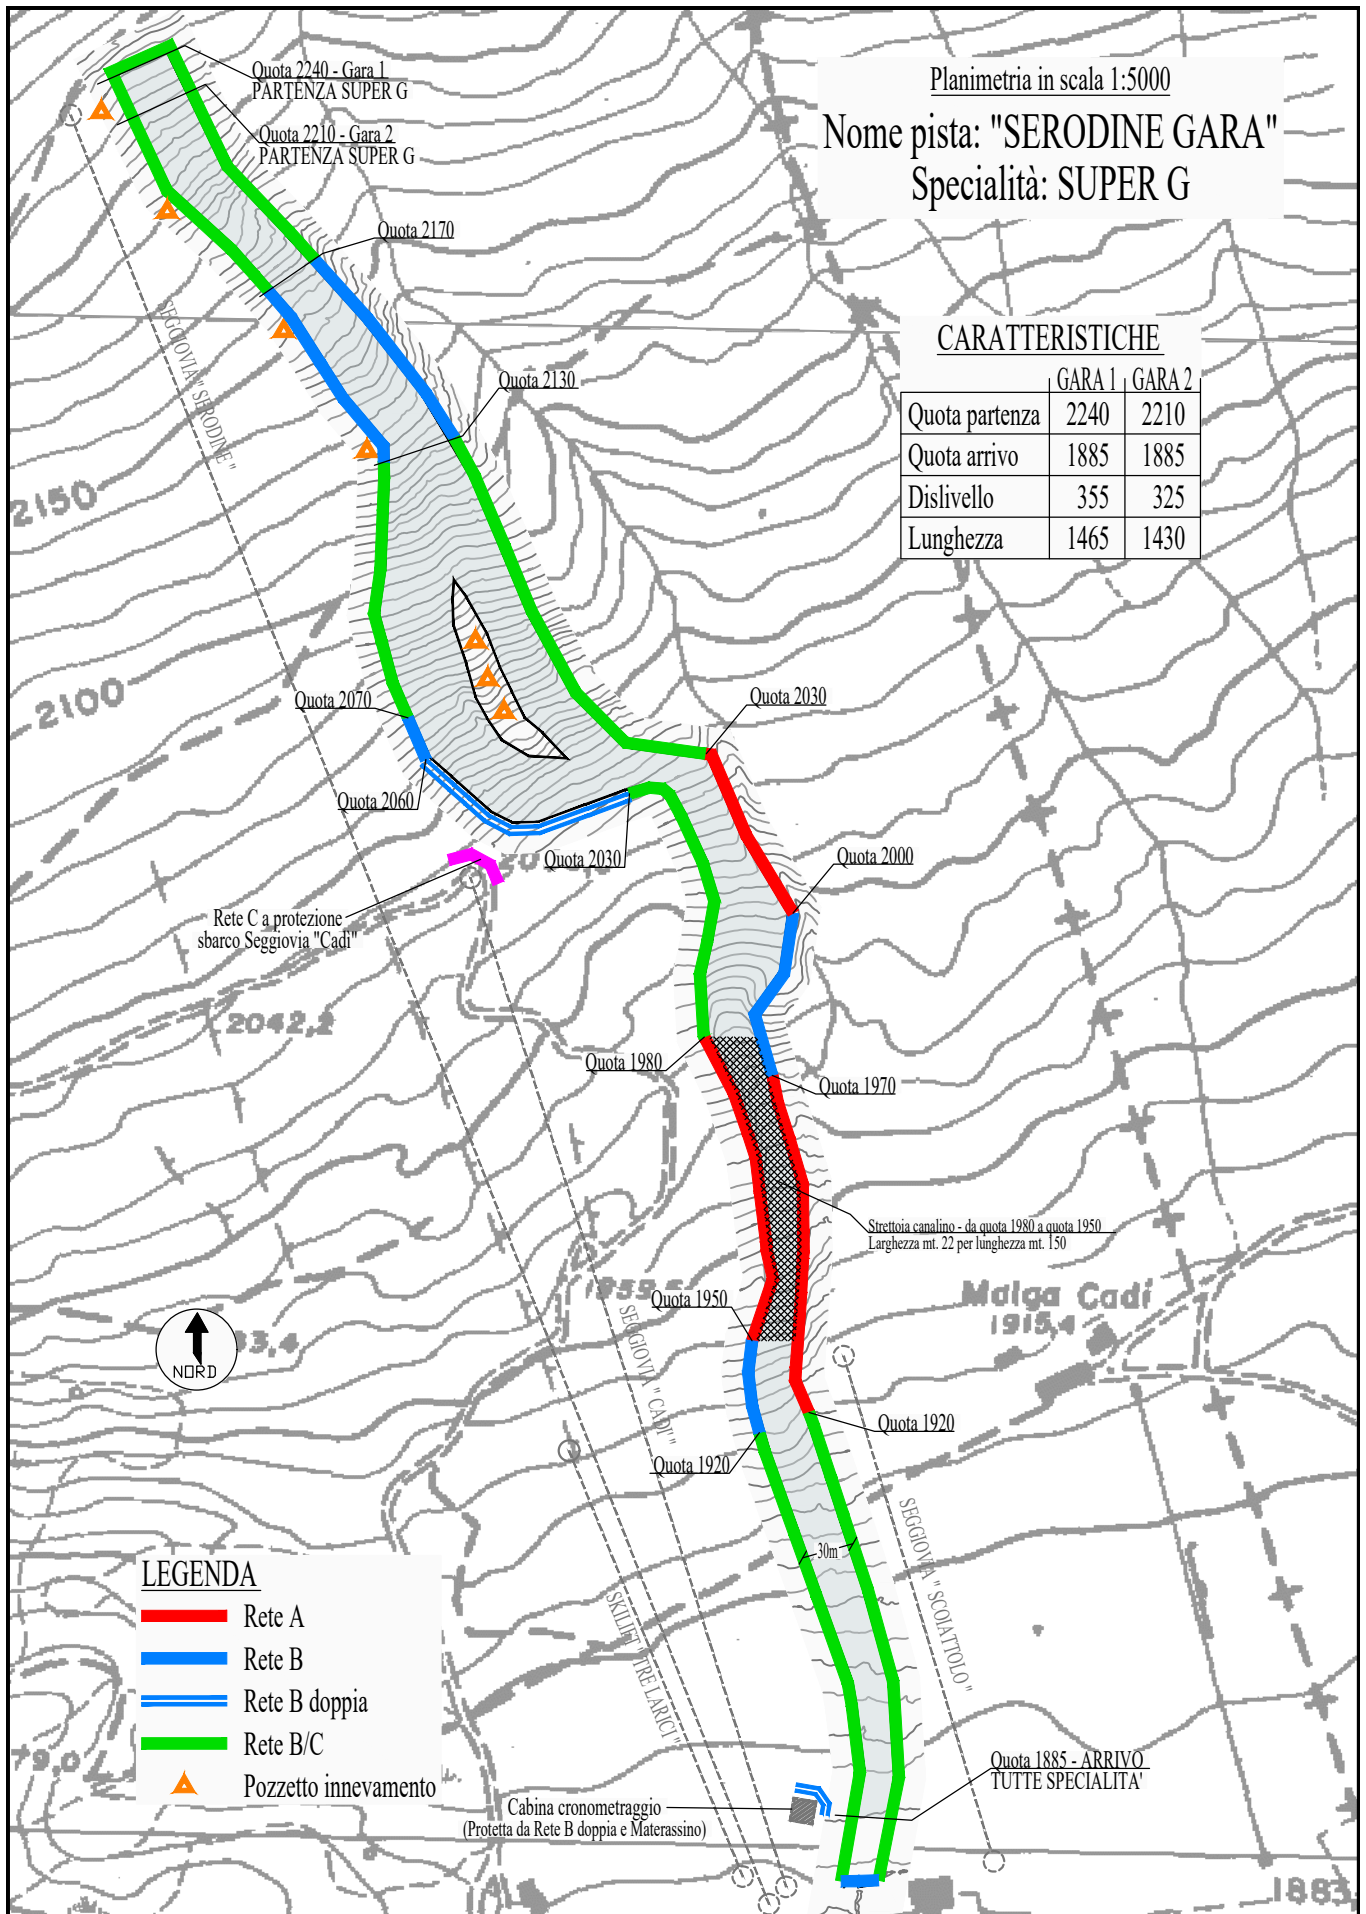 Planimetria in scala 1:5000
Nome pista: "SERODINE GARA"
Specialità: SUPER G
Quota 2240 - Gara 1
PARTENZA SUPER G
Quota 2210 - Gara 2
PARTENZA SUPER G
Quota 2170
SEGGIOVIA " SERODINE "
CARATTERISTICHE
GARA 1 GARA 2
Quota partenza 2240 2210
Quota arrivo 1885 1885
Dislivello 355 325
Lunghezza 1465 1430
Quota 2130
2150
2100
Quota 2070
Quota 2030
Quota 2060
Quota 2030
Quota 2000
Rete C a protezione
sbarco Seggiovia "Cadì"
2042,2
Quota 1980
Quota 1970
Strettoia canalino - da quota 1980 a quota 1950
Larghezza mt. 22 per lunghezza mt. 150
Malga Cadì
1915,4
Quota 1950
SEGGIOVIA " CADI' "
NORD
3,4
Quota 1920
Quota 1920
SEGGIOVIA " SCOIATTOLO "
30m
SKILIFT " TRE LARICI "
LEGENDA
Rete A
Rete B
Rete B doppia
Rete B/C
Pozzetto innevamento
79,0
Quota 1885 - ARRIVO
TUTTE SPECIALITA'
Cabina cronometraggio
(Protetta da Rete B doppia e Materassino)
1883